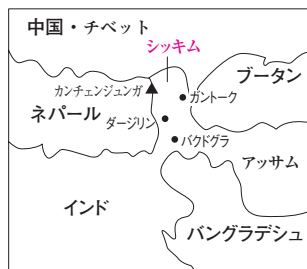 中国・チベット
シッキム
ブータン
カンチェンジュンガ
ガントーク
ネパール
ダージリン
バクドグラ
アッサム
インド
バングラデシュ